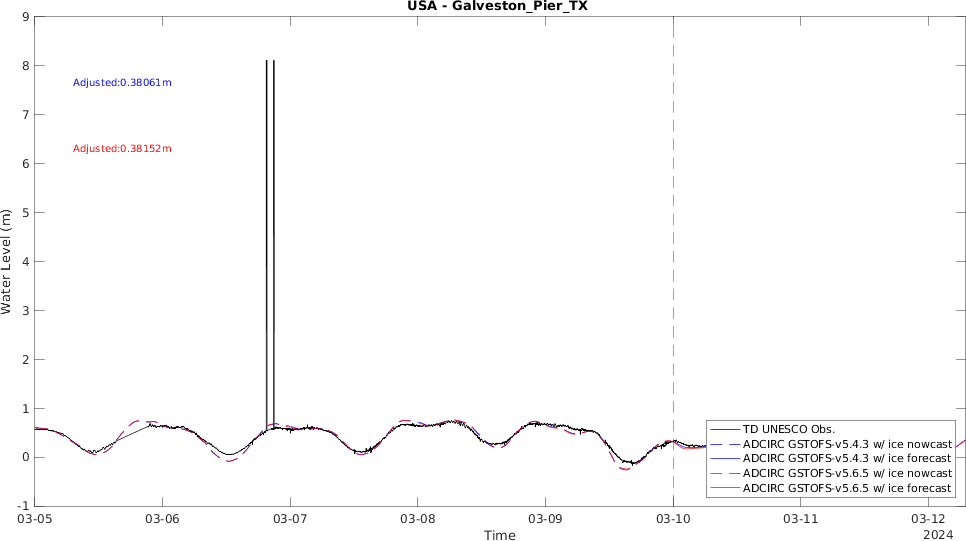 USA - Galveston_Pier_TX
9
8
7
6
5
4
3
2
1
0
-1
Water Level (m)
Adjusted:0.38061m
Adjusted:0.38152m
TD UNESCO Obs.
ADCIRC GSTOFS-v5.4.3 w/ ice nowcast
ADCIRC GSTOFS-v5.4.3 w/ ice forecast
ADCIRC GSTOFS-v5.6.5 w/ ice nowcast
ADCIRC GSTOFS-v5.6.5 w/ ice forecast
03-05 03-06 03-07 03-08 03-09 03-10 03-11 03-12
Time
2024